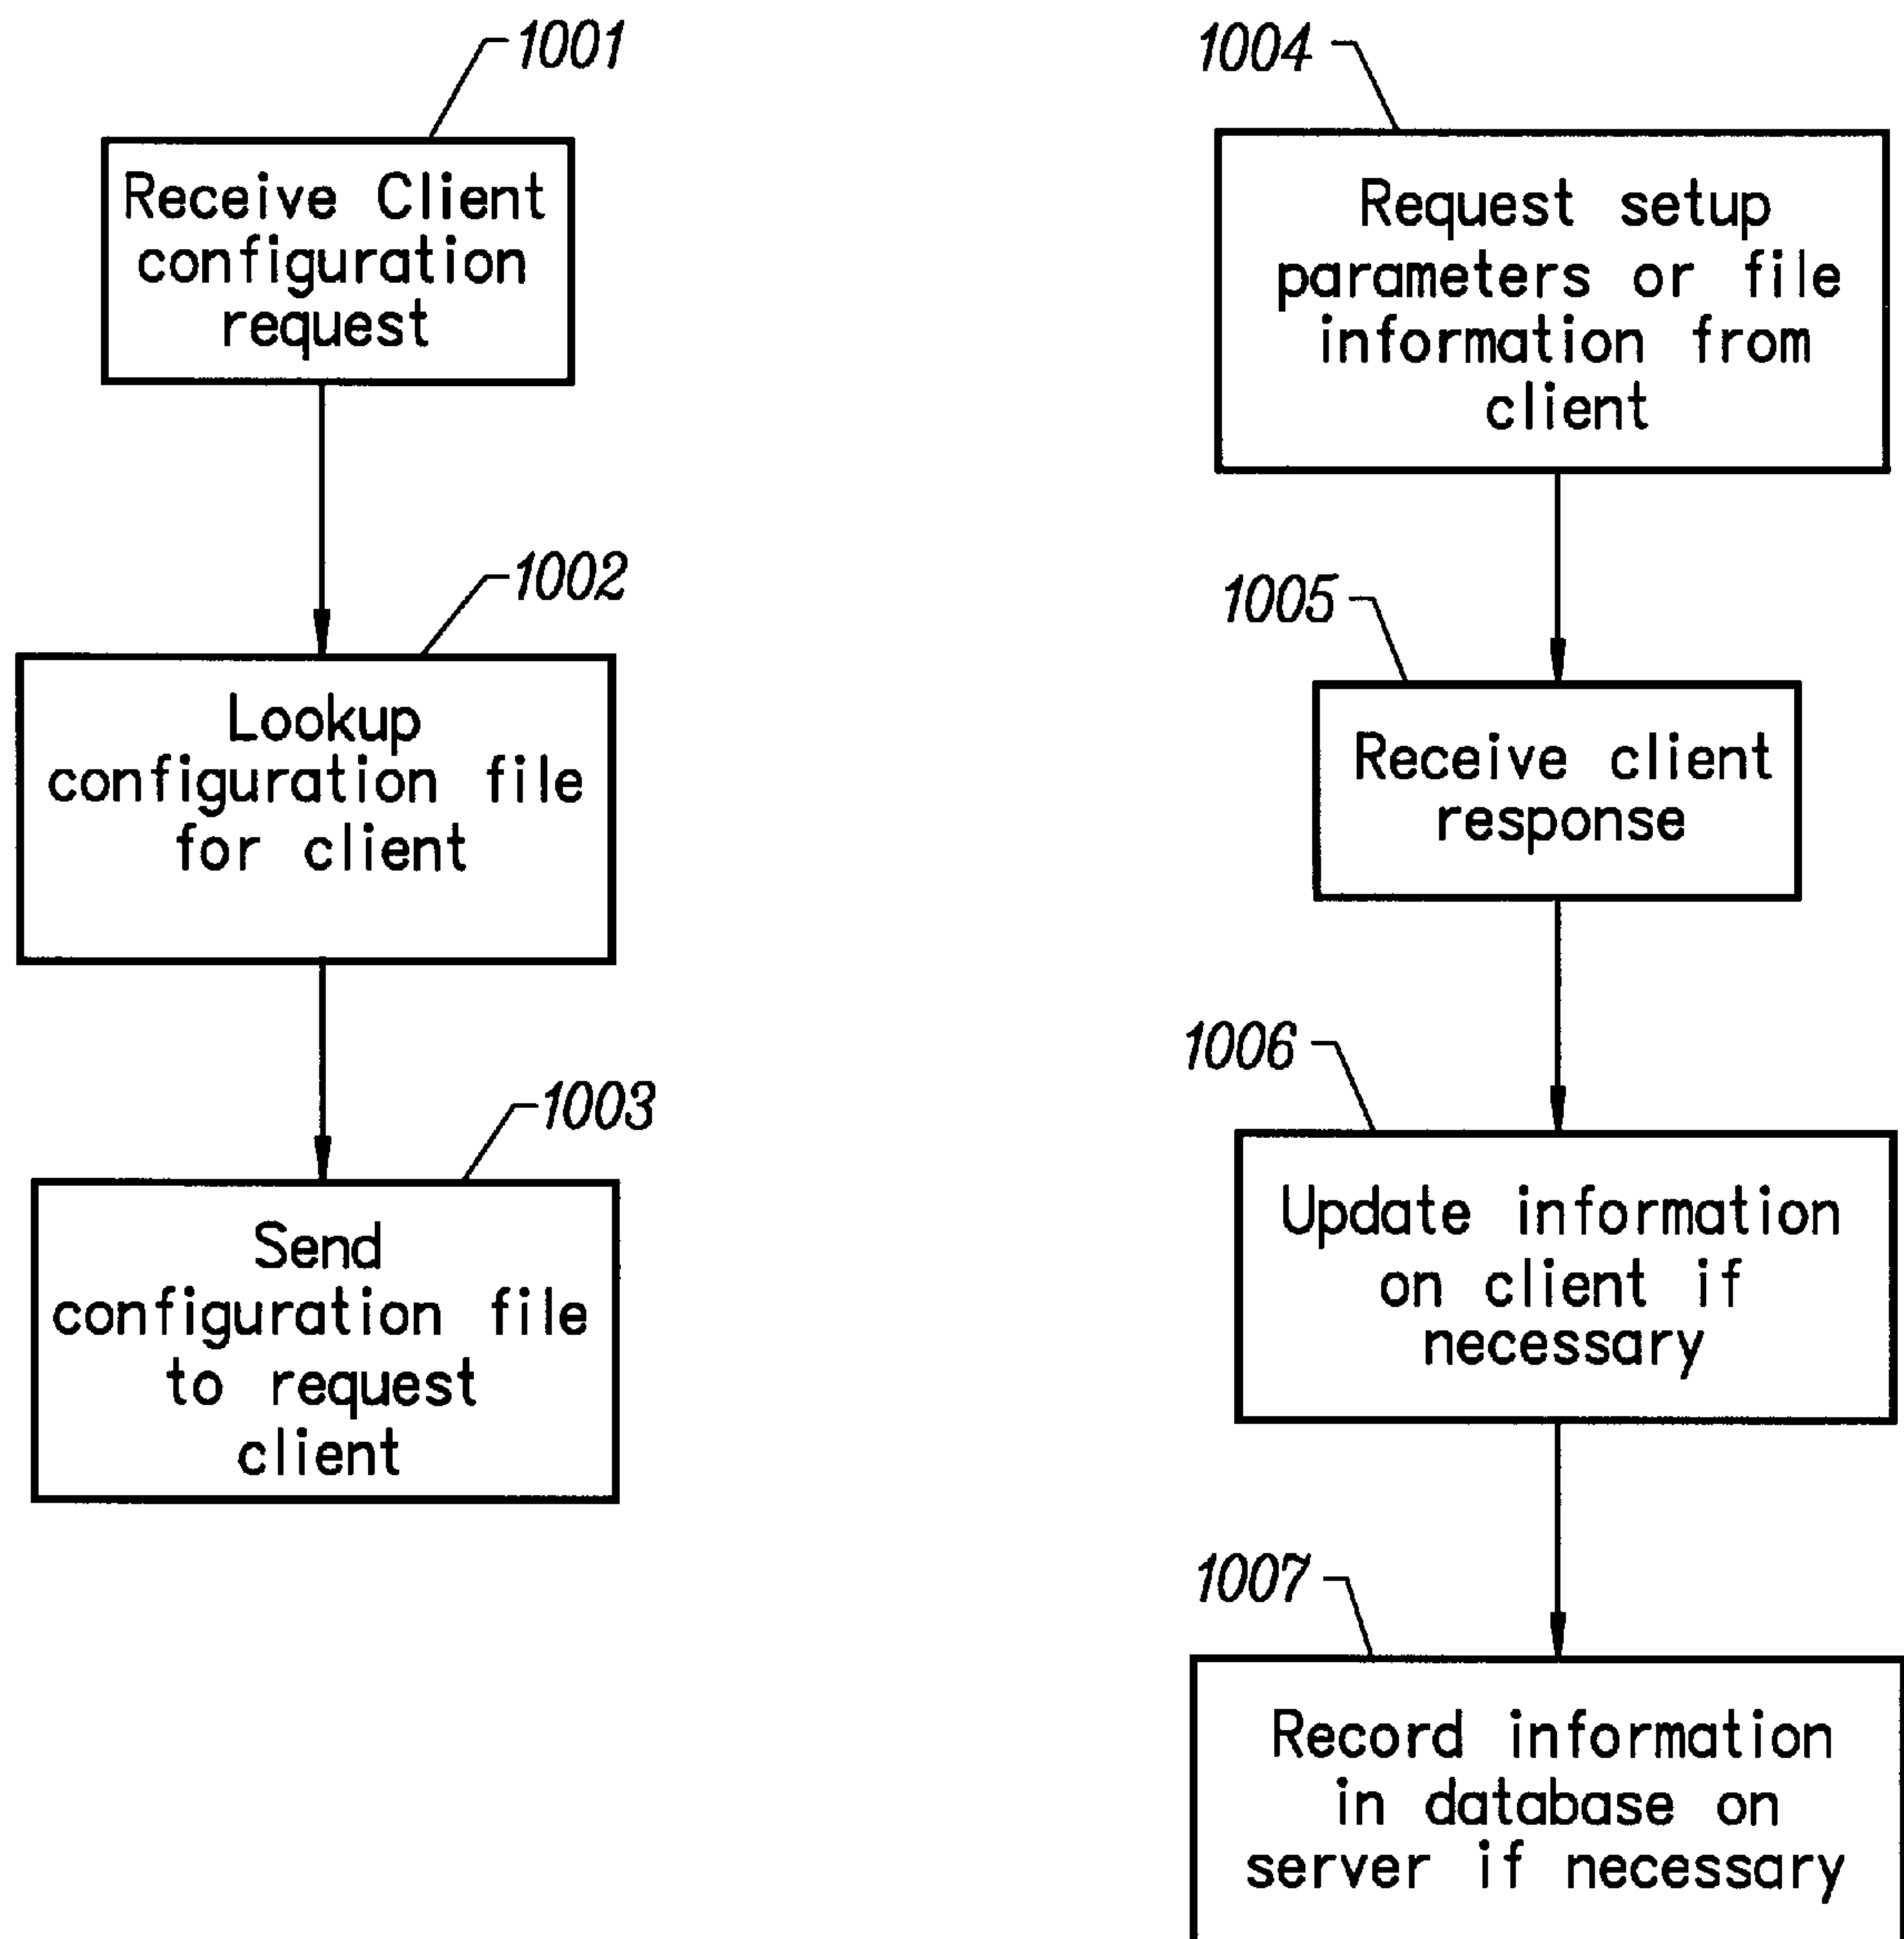 1001
Receive Client
configuration
request
1002
Lookup
configuration file
for client
1003
Send
configuration file
to request
client
1004
Request setup
parameters or file
information from
client
1005
Receive client
response
1006
Update information
on client if
necessary
1007
Record information
in database on
server if necessary